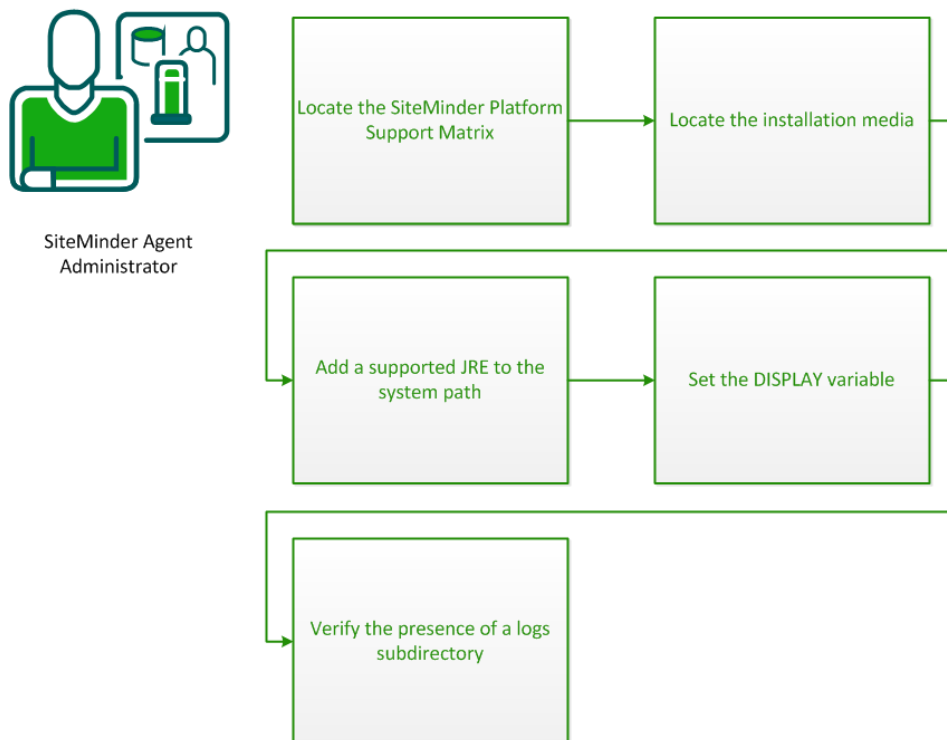 SiteMinder Agent
Administrator
Locate the SiteMinder Platform
Support Matrix
Locate the installation media
Add a supported JRE to the
system path
Set the DISPLAY variable
Verify the presence of a logs
subdirectory